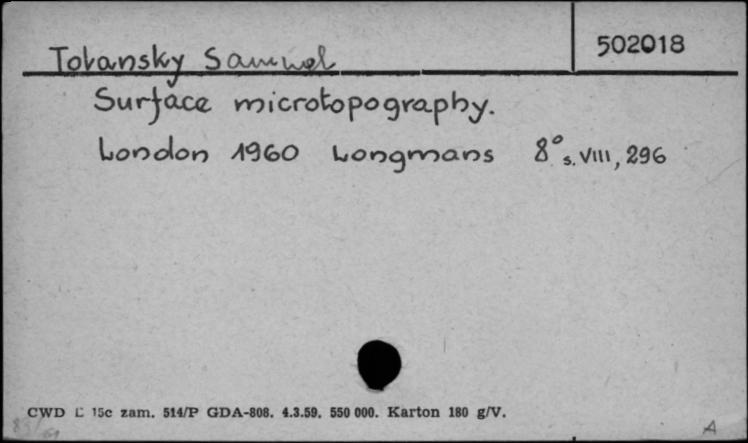 502018
Tolansky Samuel
Surface microtopography.
London 1960 Longmans 8° s. VIII, 296
CWD Ł 15c zam. 514/P GDA-808. 4.3.59. 550 000. Karton 180 g/V.
A